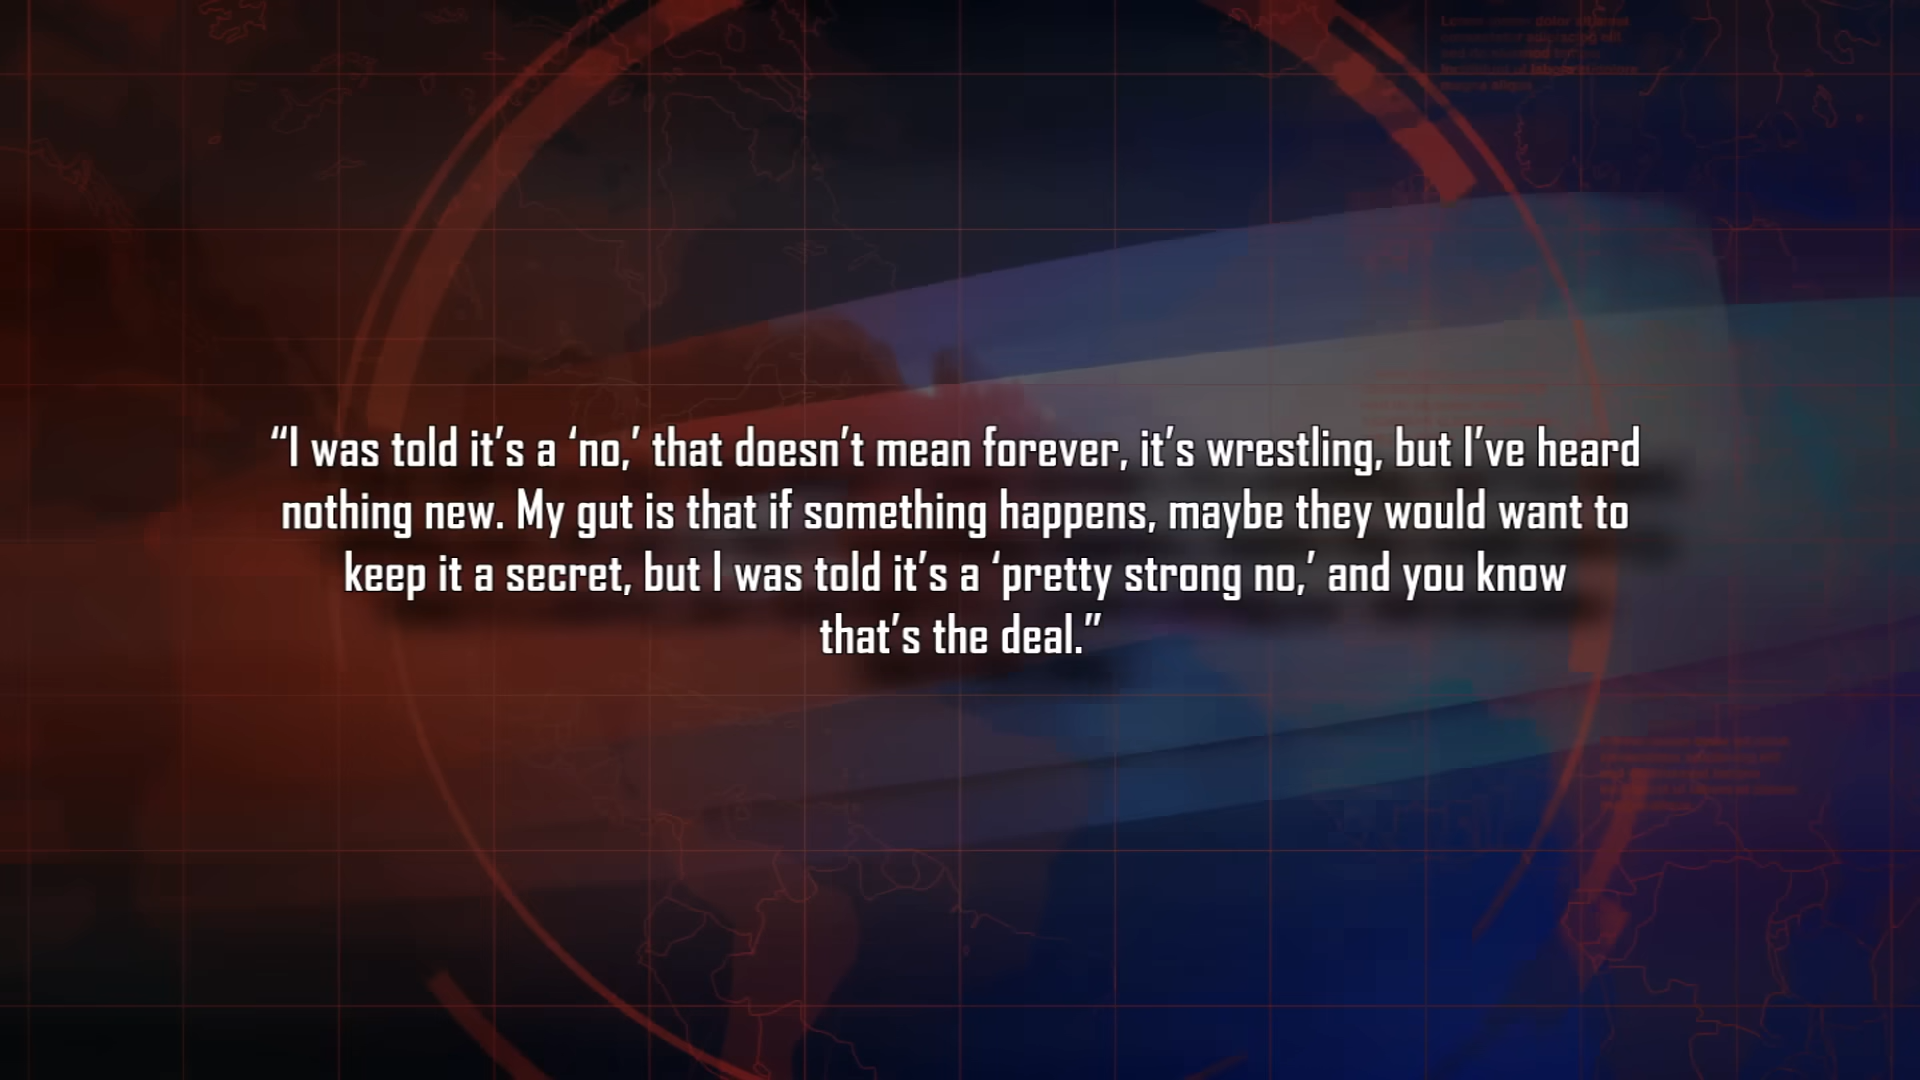 “I was told it’s a ‘no,’ that doesn’t mean forever, it’s wrestling, but I’ve heard
nothing new. My gut is that if something happens, maybe they would want to
keep it a secret, but I was told it’s a ‘pretty strong no,’ and you know
that’s the deal.”